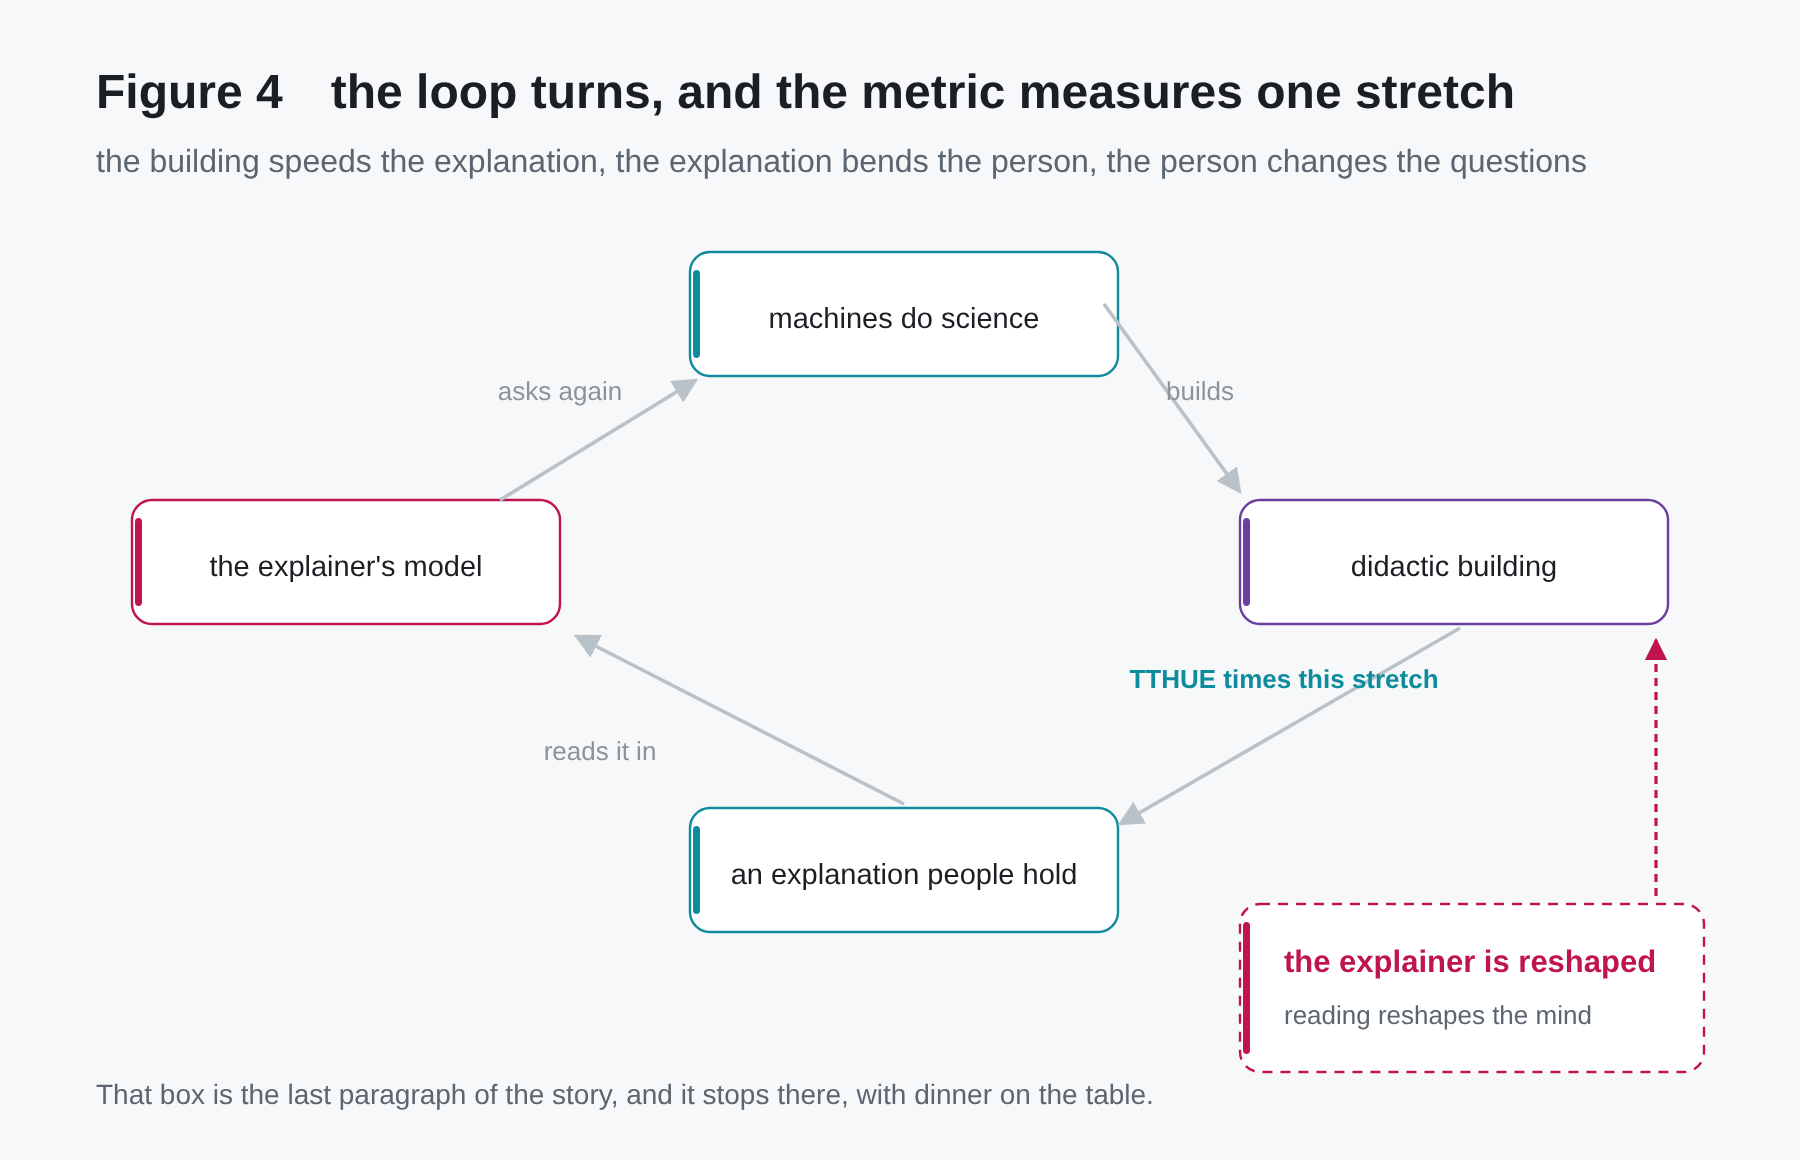 Figure 4 the loop turns, and the metric measures one stretch
the building speeds the explanation, the explanation bends the person, the person changes the questions
machines do science
asks again
builds
the explainer's model
didactic building
TTHUE times this stretch
reads it in
an explanation people hold
the explainer is reshaped
reading reshapes the mind
That box is the last paragraph of the story, and it stops there, with dinner on the table.